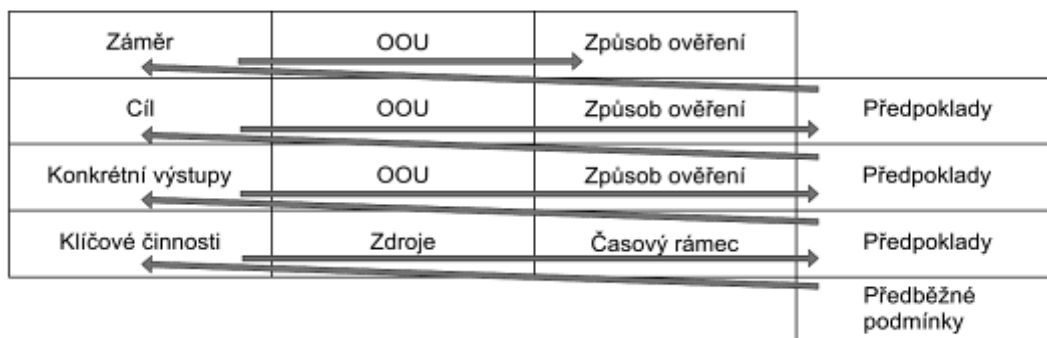 Záměr OOU Způsob ověření
Cíl OOU Způsob ověření Předpoklady
Konkrétní výstupy OOU Způsob ověření Předpoklady
Klíčové činnosti Zdroje Časový rámec Předpoklady
Předběžné
podmínky